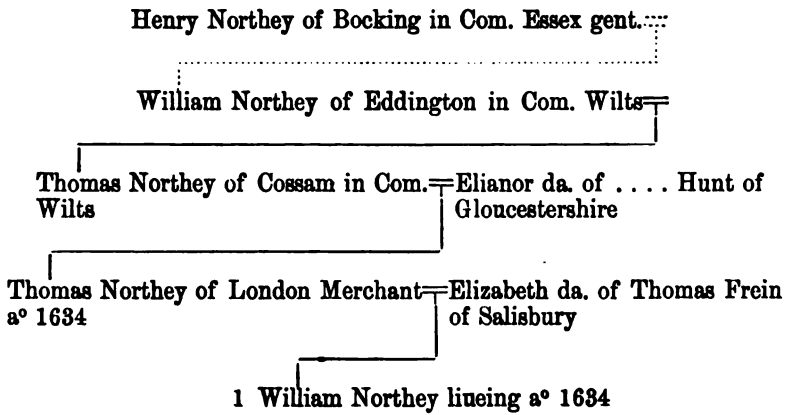 Henry Northey of Bocking in Com. Essex gent.
William Northey of Eddington in Com. Wilts
Thomas Northey of Cossam in Com. Elianor da. of .... Hunt of
Wilts Gloucestershire
Thomas Northey of London Merchant Elizabeth da. of Thomas Frein
aº 1634 of Salisbury
1 William Northey liueing aº 1634